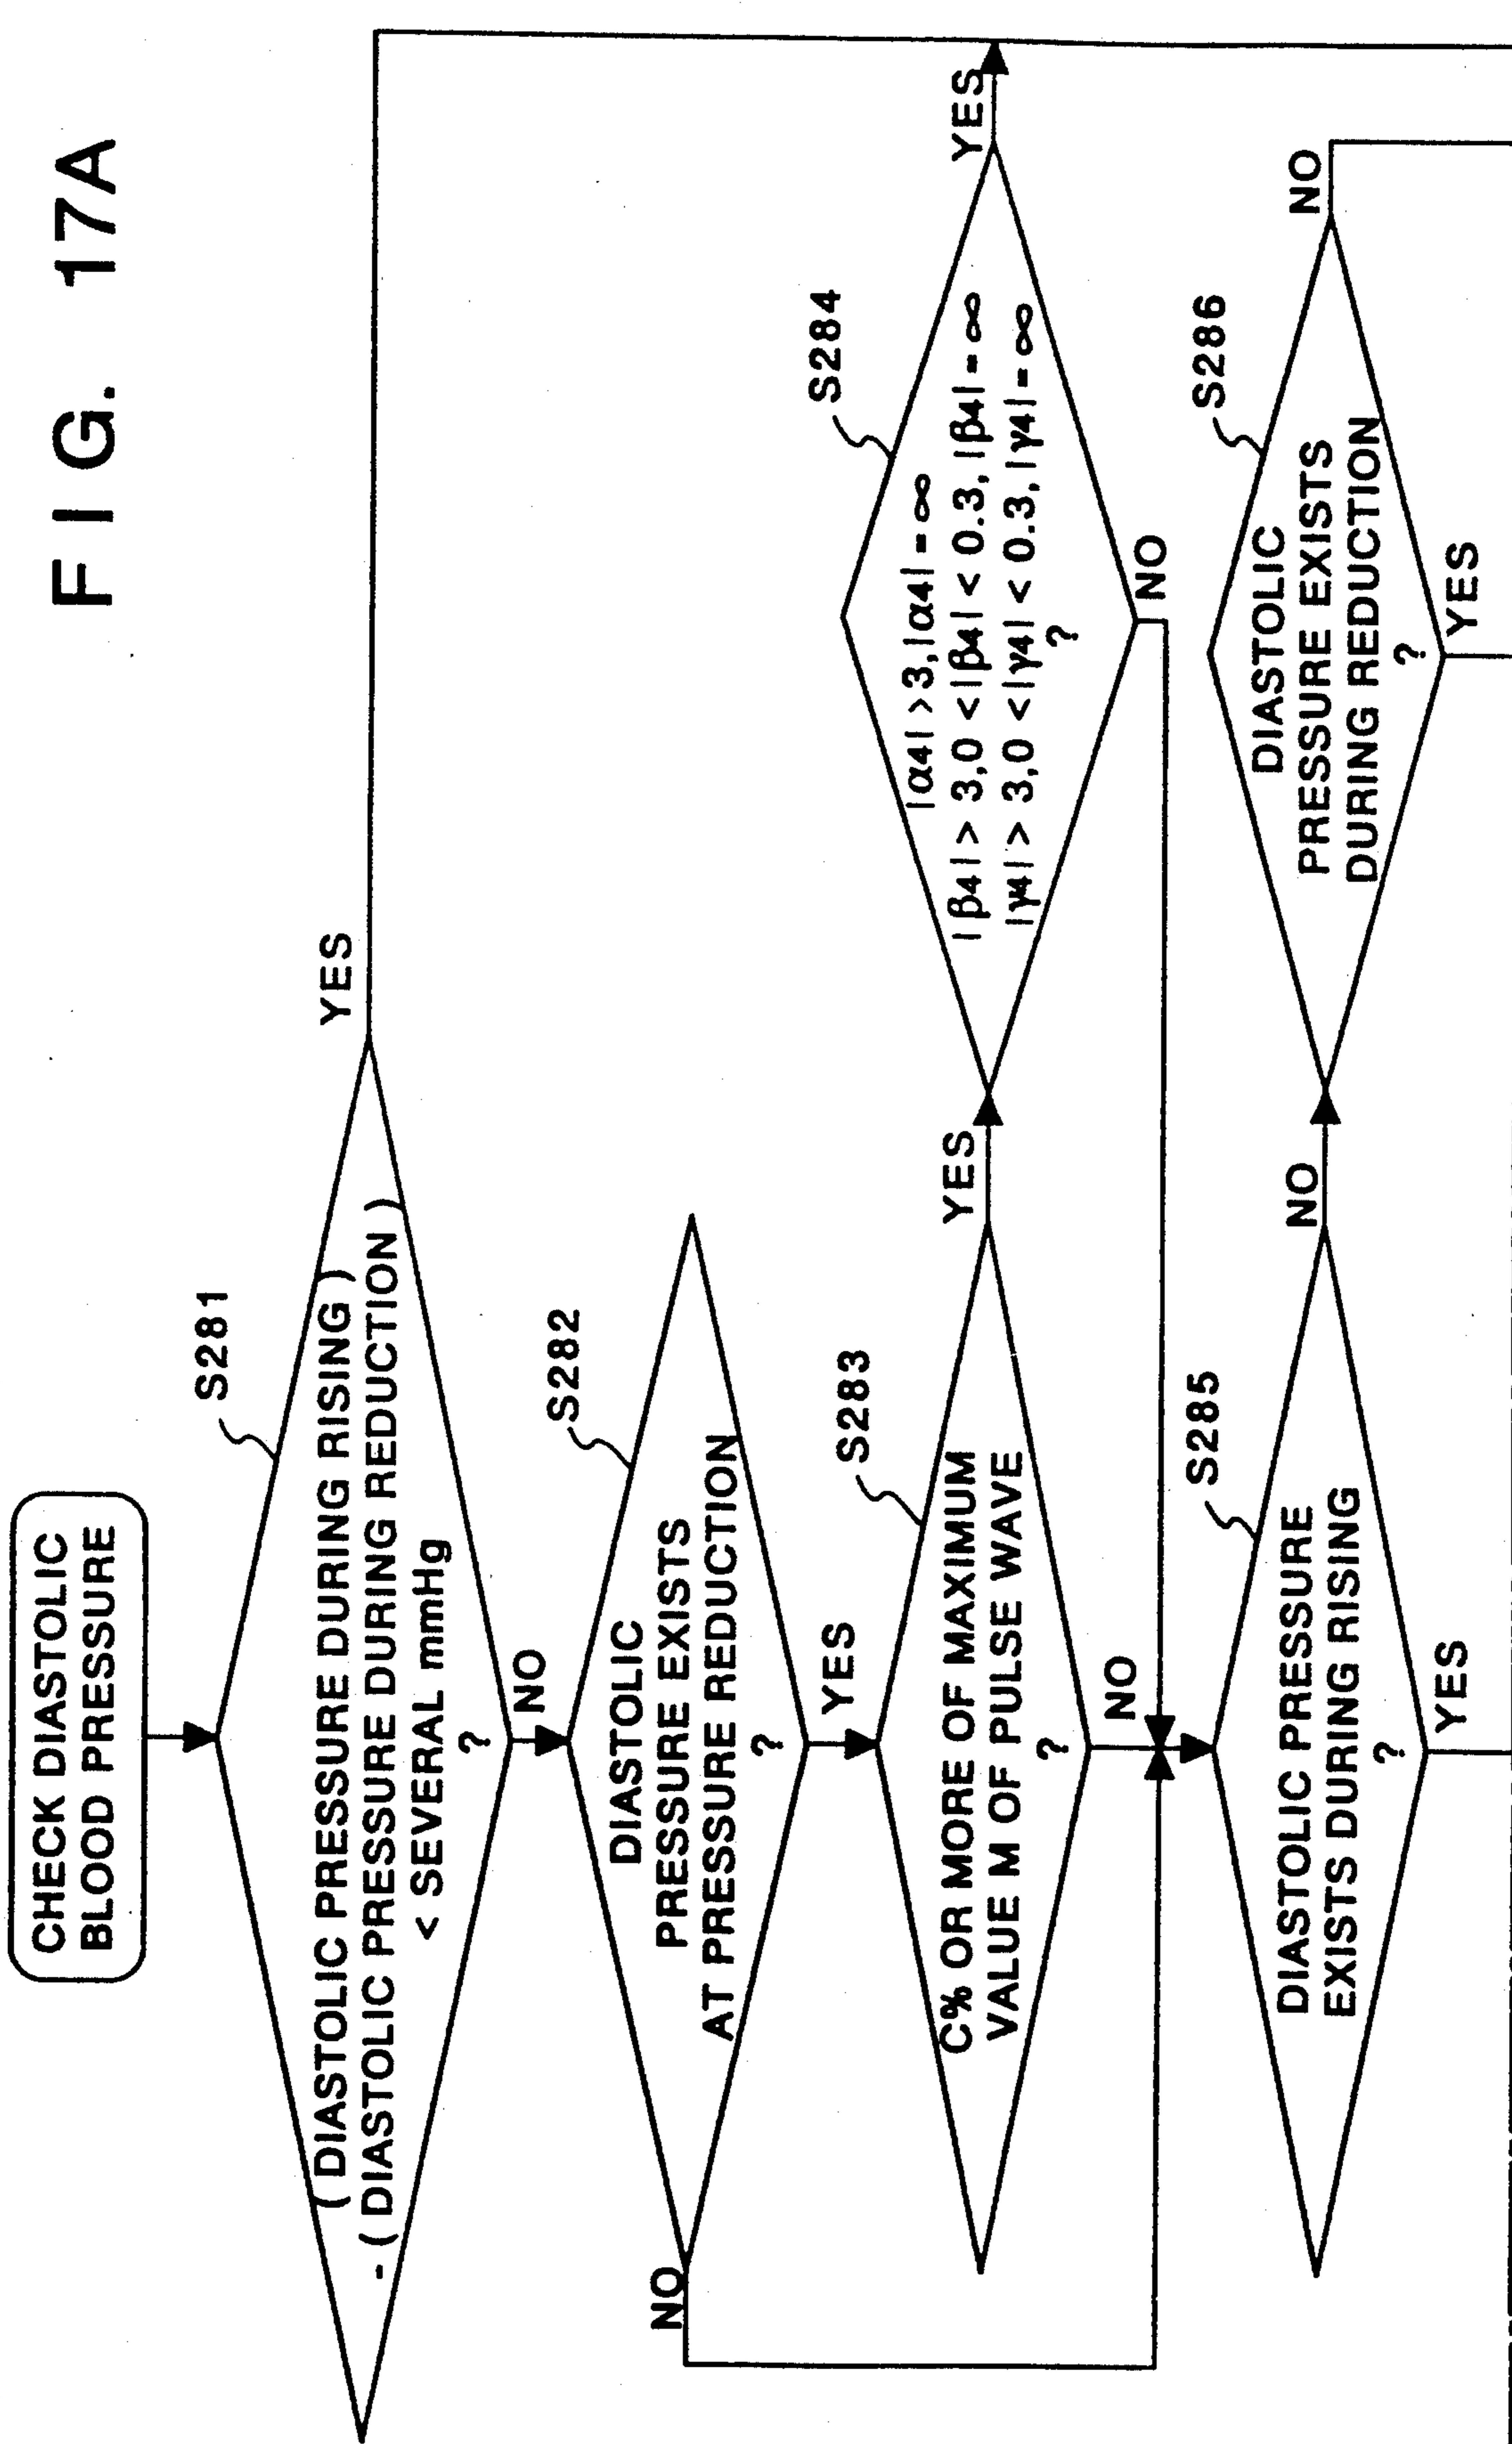 FIG. 17A
CHECK DIASTOLIC
BLOOD PRESSURE
S281
( DIASTOLIC PRESSURE DURING RISING )
- ( DIASTOLIC PRESSURE DURING REDUCTION )
< SEVERAL mmHg
?
YES
NO
S282
DIASTOLIC
PRESSURE EXISTS
AT PRESSURE REDUCTION
?
NO
YES
S283
C% OR MORE OF MAXIMUM
VALUE M OF PULSE WAVE
?
YES
NO
S284
|α4| >3,|α4| = ∞
|β4| > 3,0 < |β4| < 0.3, |β4| = ∞
|γ4| > 3,0 < |γ4| < 0.3, |γ4| = ∞
?
YES
NO
S285
DIASTOLIC PRESSURE
EXISTS DURING RISING
?
NO
YES
S286
DIASTOLIC
PRESSURE EXISTS
DURING REDUCTION
?
NO
YES